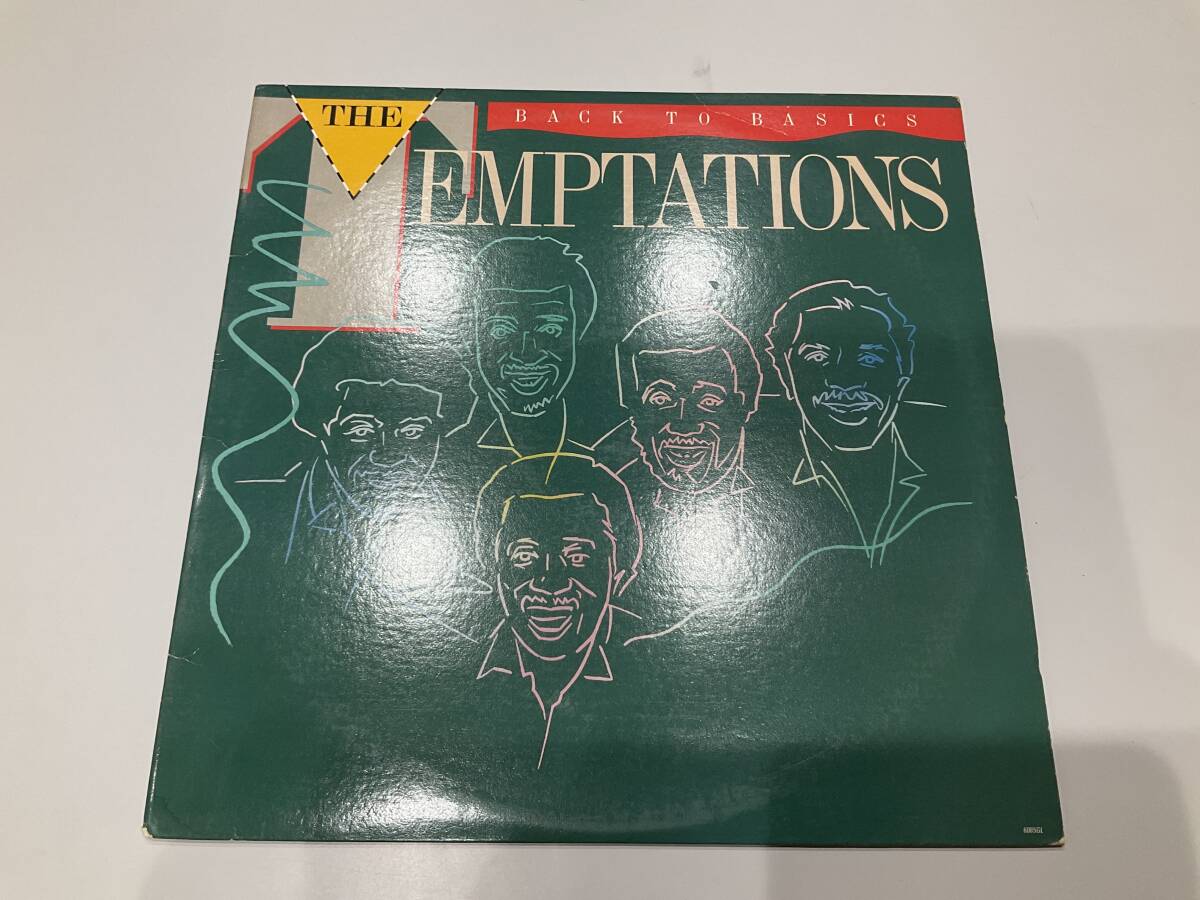 THE
BACK TO BASICS
TEMPTATIONS
6085GL